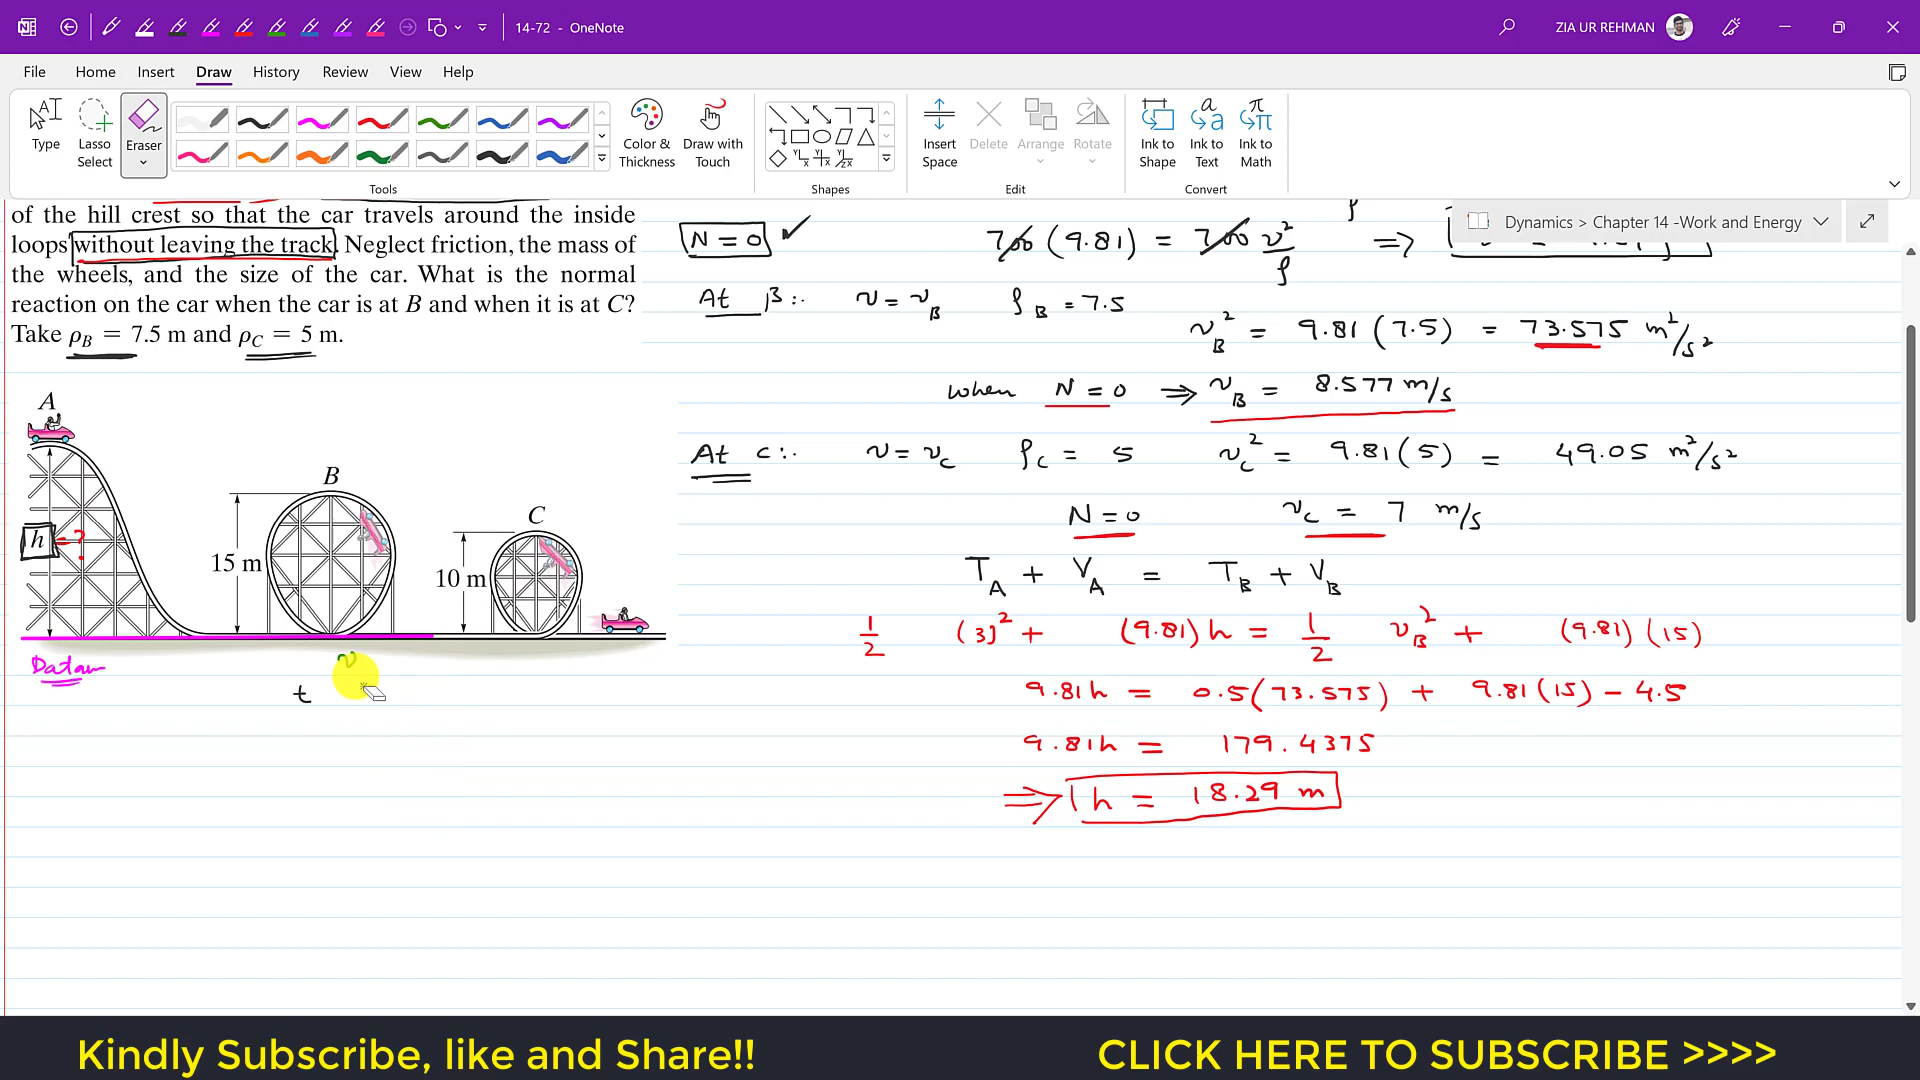 14-72 - OneNote
ZIA UR REHMAN
File Home Insert Draw History Review View Help
Type
Lasso Select
Eraser
Color & Thickness
Draw with Touch
Insert Space
Delete
Arrange
Rotate
Ink to Shape
Ink to Text
Ink to Math
Tools
Shapes
Edit
Convert
Dynamics > Chapter 14 -Work and Energy
of the hill crest so that the car travels around the inside
loops without leaving the track. Neglect friction, the mass of
the wheels, and the size of the car. What is the normal
reaction on the car when the car is at B and when it is at C?
Take ρB = 7.5 m and ρC = 5 m.
A
B
C
h = ?
15 m
10 m
Datum
v
t
N = 0 ✓ 700 (9.81) = 700 v²/ρ ⇒
At B:. v = vB ρB = 7.5
vB² = 9.81 (7.5) = 73.575 m²/s²
When N = 0 ⇒ vB = 8.577 m/s
At C:. v = vC ρC = 5 vC² = 9.81 (5) = 49.05 m²/s²
N = 0 vC = 7 m/s
TA + VA = TB + VB
1/2 (3)² + (9.81) h = 1/2 vB² + (9.81) (15)
9.81h = 0.5 (73.575) + 9.81 (15) - 4.5
9.81h = 179.4375
⇒ h = 18.29 m
Kindly Subscribe, like and Share!!
CLICK HERE TO SUBSCRIBE >>>>